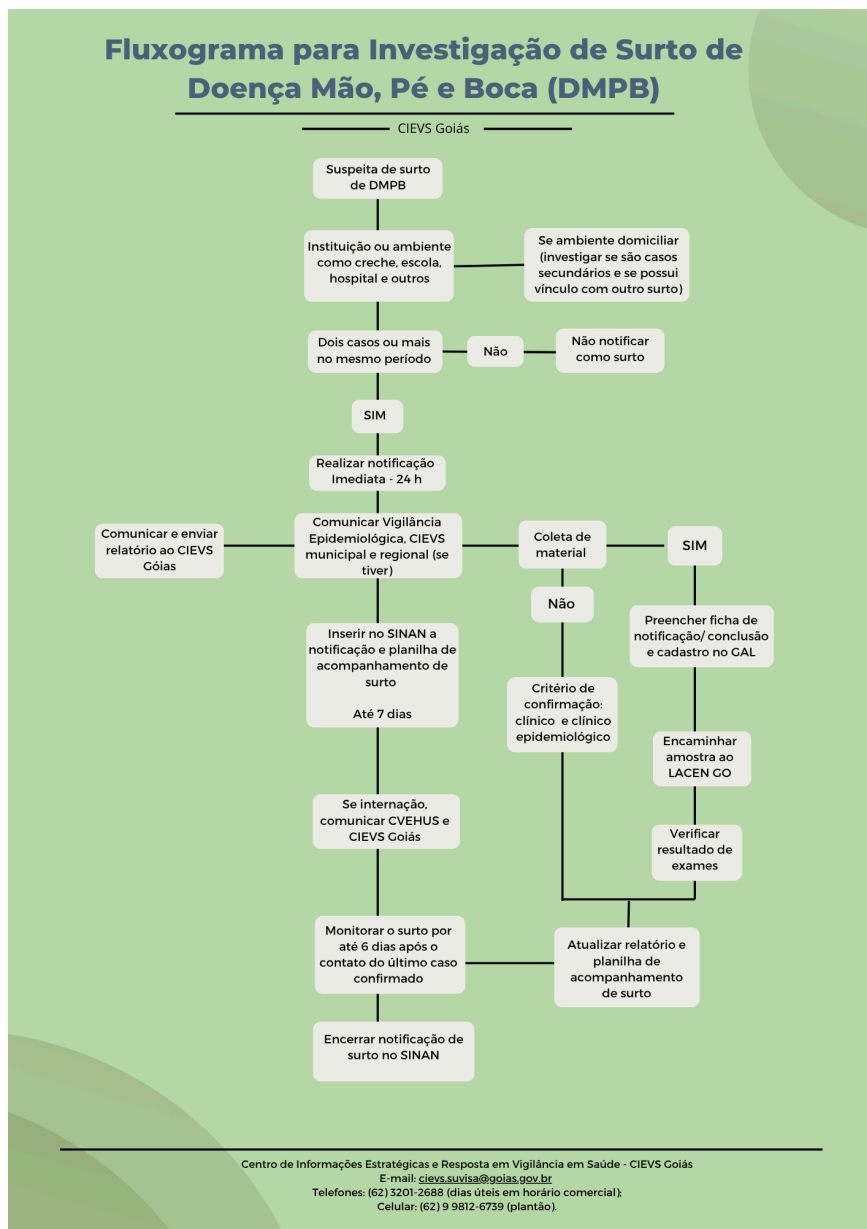 Fluxograma para Investigação de Surto de
Doença Mão, Pé e Boca (DMPB)
CIEVS Goiás
Suspeita de surto
de DMPB
Instituição ou ambiente
como creche, escola,
hospital e outros
Se ambiente domiciliar
(investigar se são casos
secundários e se possui
vínculo com outro surto)
Dois casos ou mais
no mesmo período
Não
Não notificar
como surto
SIM
Realizar notificação
Imediata - 24 h
Comunicar e enviar
relatório ao CIEVS
Góias
Comunicar Vigilância
Epidemiológica, CIEVS
municipal e regional (se
tiver)
Coleta de
material
SIM
Não
Preencher ficha de
notificação/ conclusão
e cadastro no GAL
Inserir no SINAN a
notificação e planilha de
acompanhamento de
surto
Até 7 dias
Critério de
confirmação:
clínico e clínico
epidemiológico
Encaminhar
amostra ao
LACEN GO
Se internação,
comunicar CVEHUS e
CIEVS Goiás
Verificar
resultado de
exames
Monitorar o surto por
até 6 dias após o
contato do último caso
confirmado
Atualizar relatório e
planilha de
acompanhamento
de surto
Encerrar notificação de
surto no SINAN
Centro de Informações Estratégicas e Resposta em Vigilância em Saúde - CIEVS Goiás
E-mail: cievs.suvisa@goias.gov.br
Telefones: (62) 3201-2688 (dias úteis em horário comercial);
Celular: (62) 9 9812-6739 (plantão).